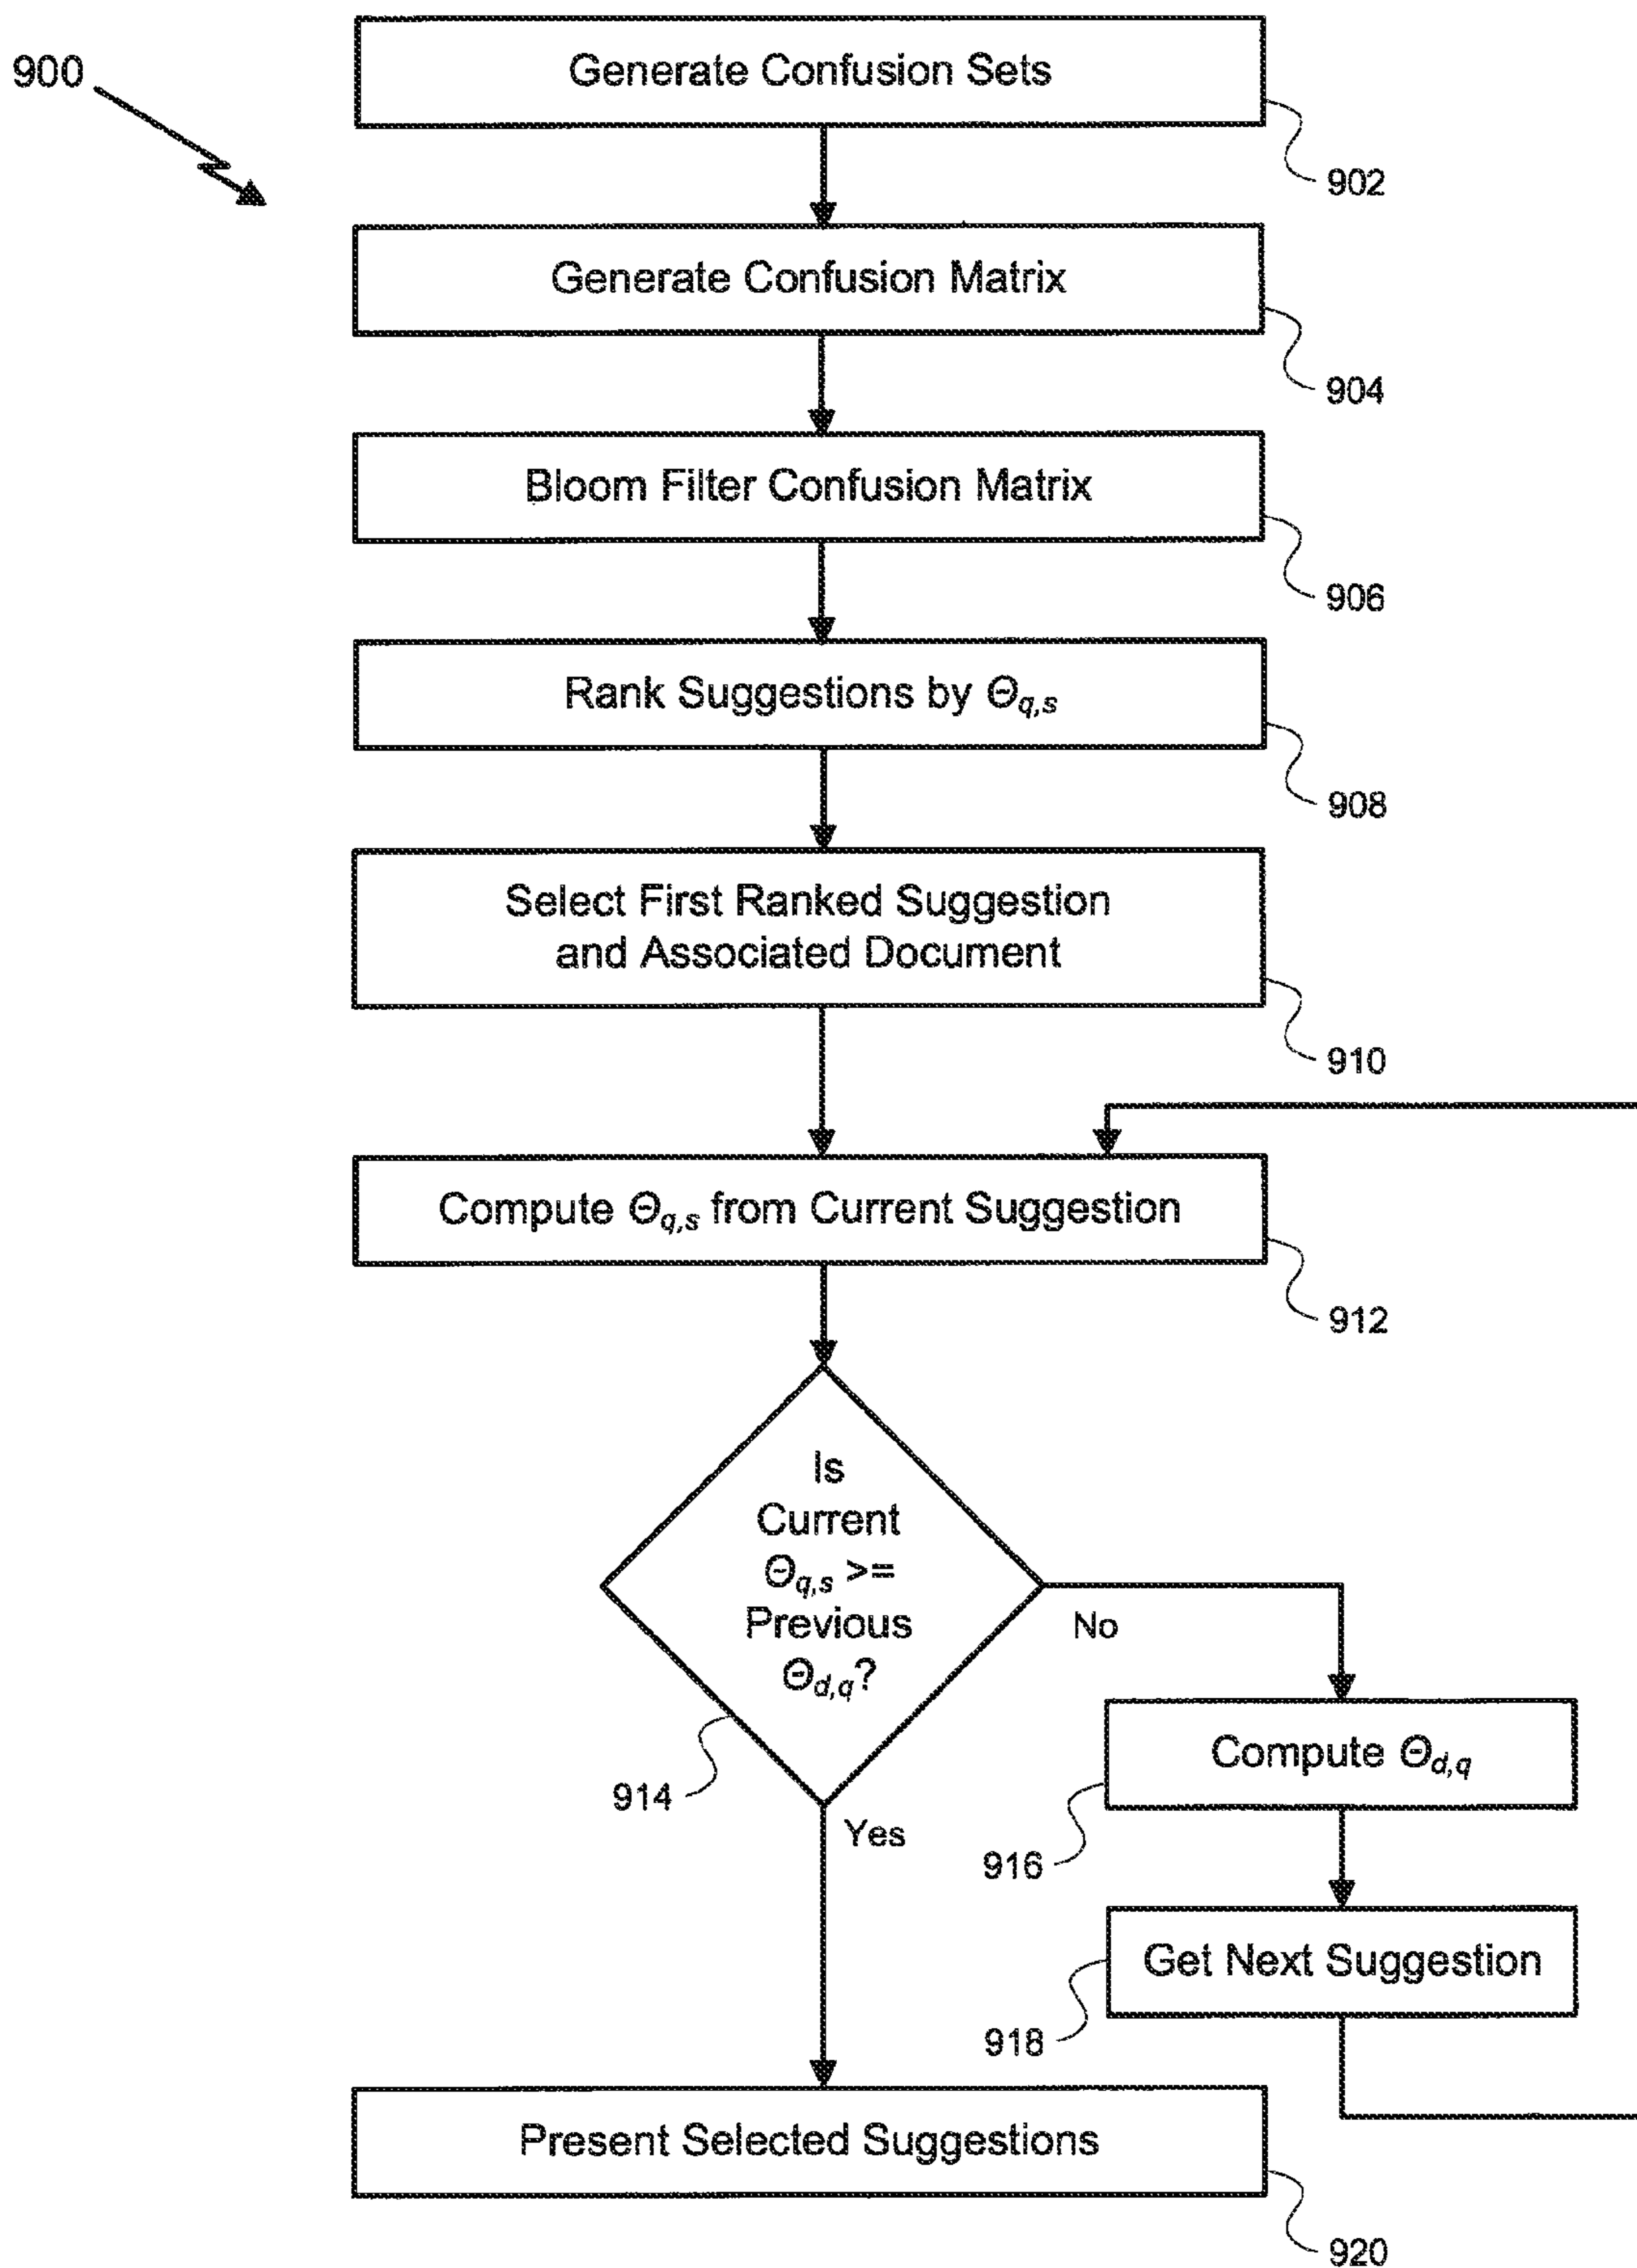 900
Generate Confusion Sets
902
Generate Confusion Matrix
904
Bloom Filter Confusion Matrix
906
Rank Suggestions by Θq,s
908
Select First Ranked Suggestion
and Associated Document
910
Compute Θq,s from Current Suggestion
912
Is
Current
Θq,s >=
Previous
Θd,q?
914
No
Yes
Compute Θd,q
916
Get Next Suggestion
918
Present Selected Suggestions
920